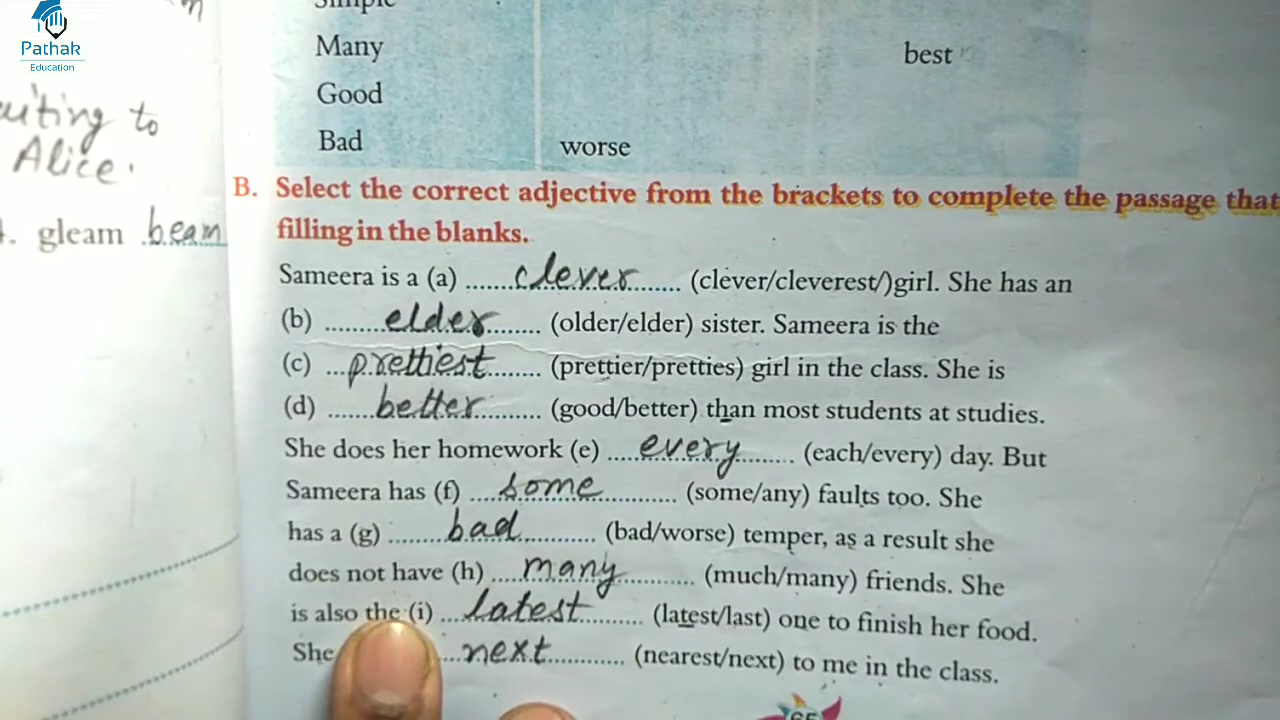 Pathak
Education
Simple
Many
best
Good
Bad
worse
to
Alice.
gleam beam
B. Select the correct adjective from the brackets to complete the passage that
filling in the blanks.
Sameera is a (a) .......clever........ (clever/cleverest/)girl. She has an
(b) ........elder........ (older/elder) sister. Sameera is the
(c) ...prettiest........ (prettier/pretties) girl in the class. She is
(d) ......better.......... (good/better) than most students at studies.
She does her homework (e) .....every......... (each/every) day. But
Sameera has (f) ....some............ (some/any) faults too. She
has a (g) ........bad............ (bad/worse) temper, as a result she
does not have (h) ....many........... (much/many) friends. She
is also the (i) ...latest.......... (latest/last) one to finish her food.
She ...next............ (nearest/next) to me in the class.
65